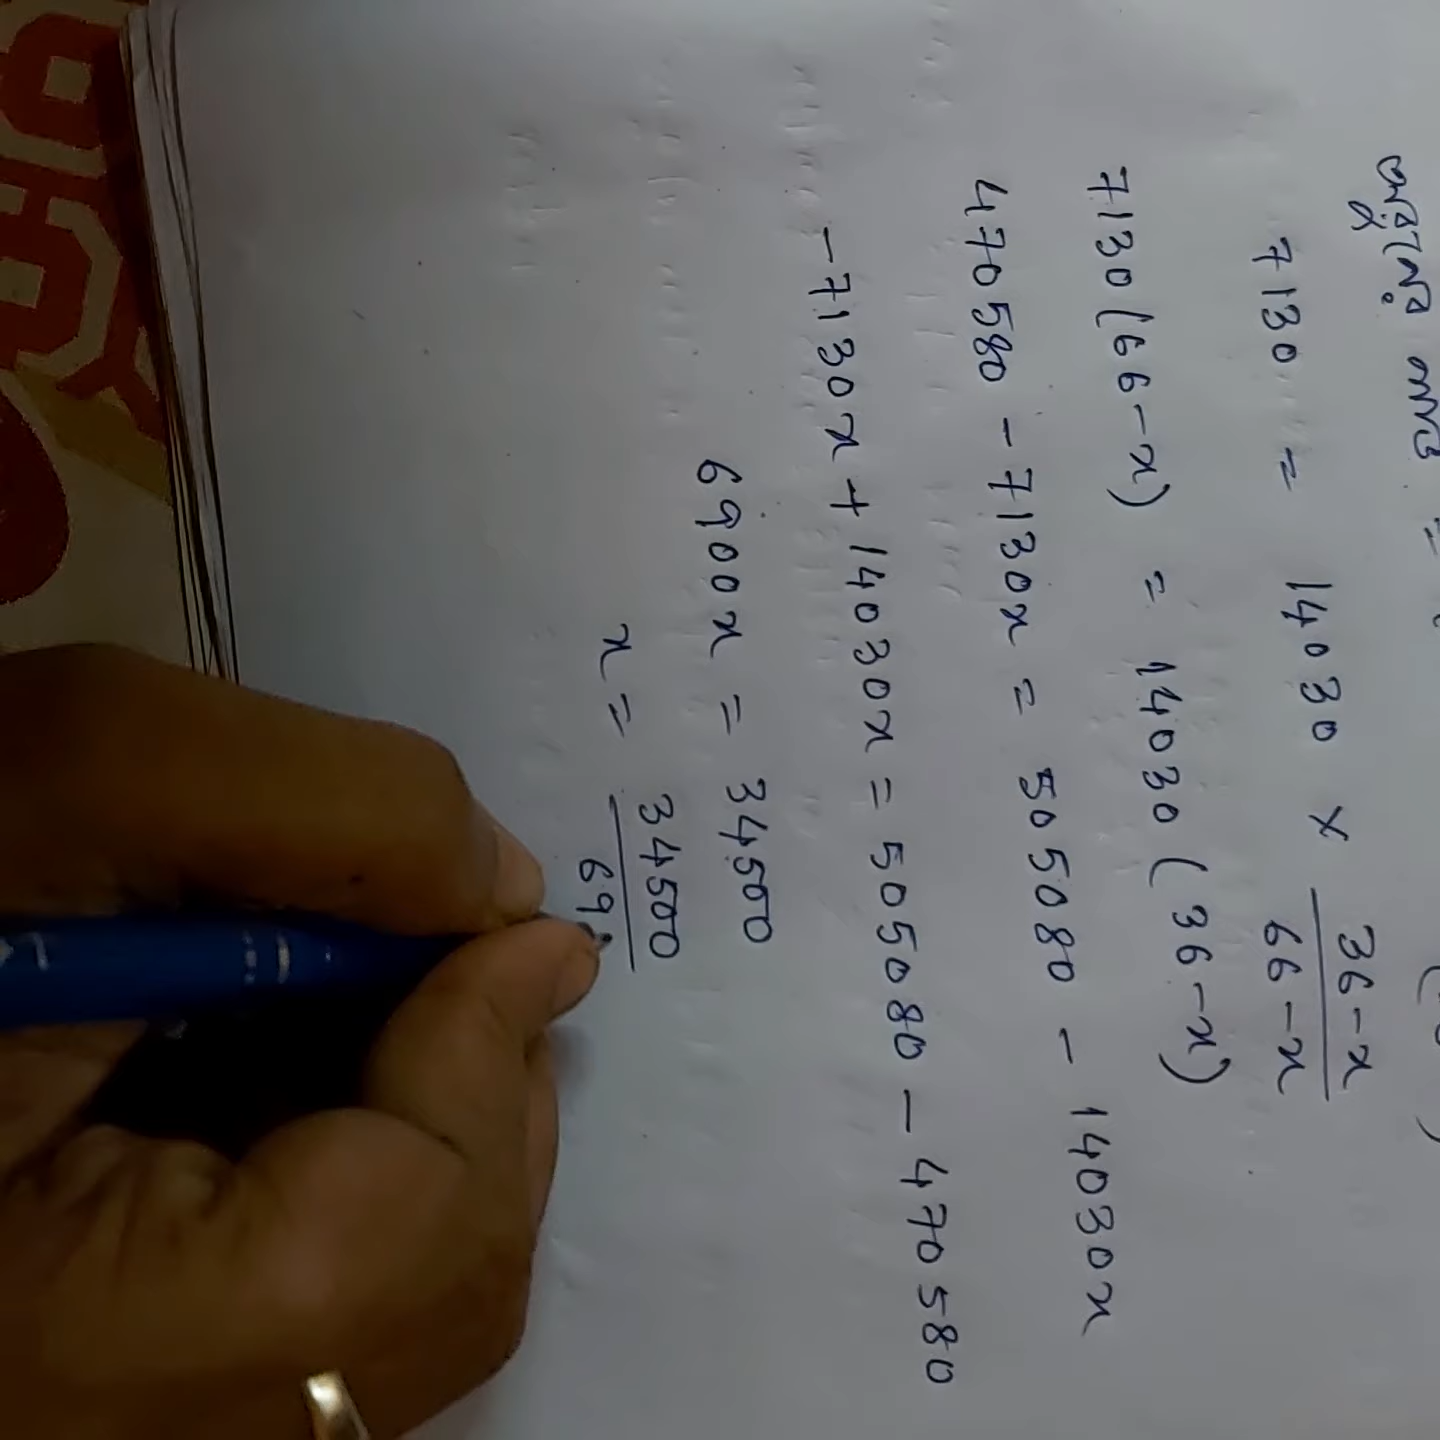 7130 = 14030 × 36-x / 66-x
7130(66-x) = 14030(36-x)
470580 - 7130x = 505080 - 14030x
-7130x + 14030x = 505080 - 470580
6900x = 34500
x = 34500 / 69